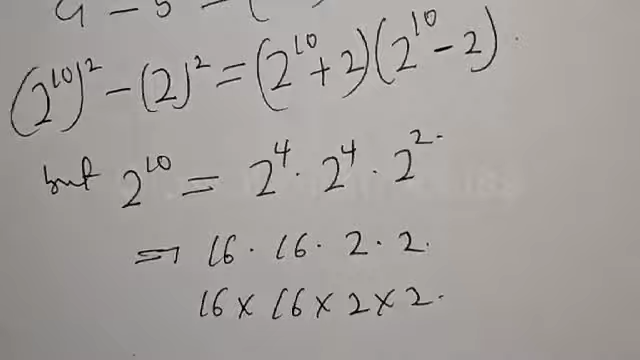 (2^10)^2 - (2)^2 = (2^10 + 2)(2^10 - 2).
but 2^10 = 2^4 . 2^4 . 2^2.
⇒ 16 . 16 . 2 . 2.
16 × 16 × 2 × 2.